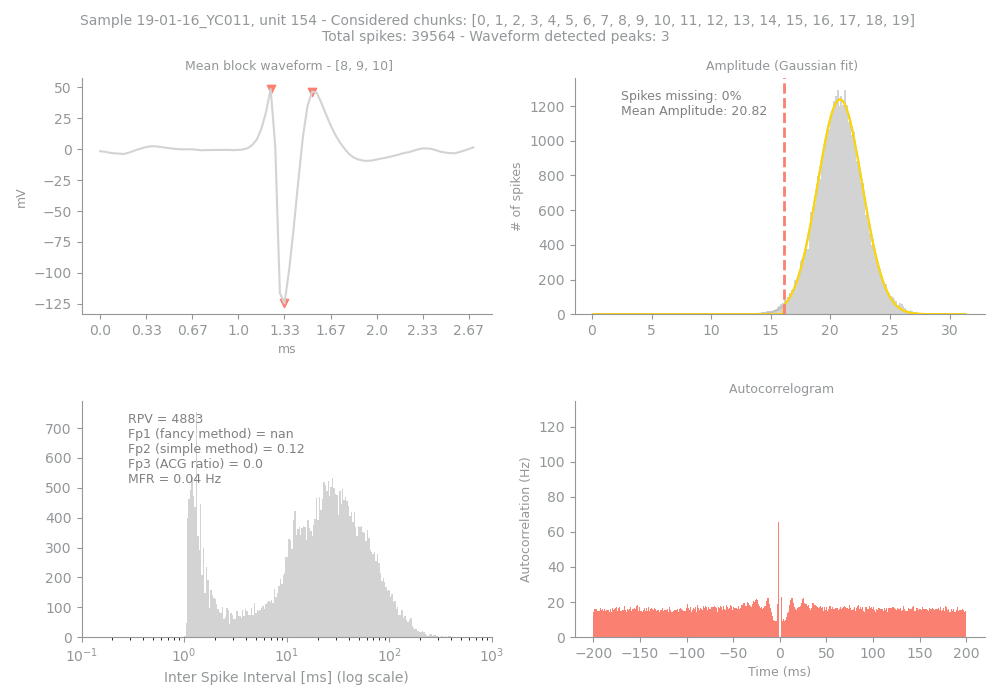 Sample 19-01-16_YC011, unit 154 - Considered chunks: [0, 1, 2, 3, 4, 5, 6, 7, 8, 9, 10, 11, 12, 13, 14, 15, 16, 17, 18, 19]
Total spikes: 39564 - Waveform detected peaks: 3
Mean block waveform - [8, 9, 10]
50
25
0
−25
−50
−75
−100
−125
mV
0.0 0.33 0.67 1.0 1.33 1.67 2.0 2.33 2.67
ms
Amplitude (Gaussian fit)
Spikes missing: 0%
Mean Amplitude: 20.82
1200
1000
800
600
400
200
0
# of spikes
0 5 10 15 20 25 30
RPV = 4883
Fp1 (fancy method) = nan
Fp2 (simple method) = 0.12
Fp3 (ACG ratio) = 0.0
MFR = 0.04 Hz
700
600
500
400
300
200
100
0
10⁻¹ 10⁰ 10¹ 10² 10³
Inter Spike Interval [ms] (log scale)
Autocorrelogram
120
100
80
60
40
20
0
Autocorrelation (Hz)
−200 −150 −100 −50 0 50 100 150 200
Time (ms)